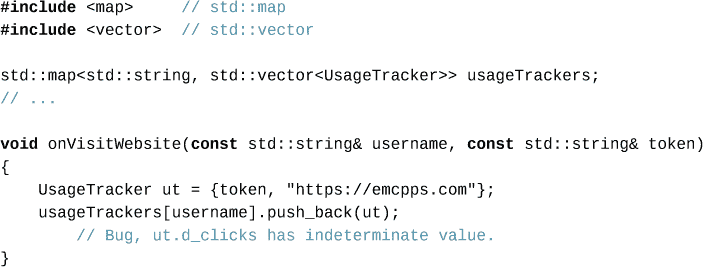 #include <map>     // std::map
#include <vector>  // std::vector
std::map<std::string, std::vector<UsageTracker>> usageTrackers;
// ...
void onVisitWebsite(const std::string& username, const std::string& token)
{
    UsageTracker ut = {token, "https://emcpps.com"};
    usageTrackers[username].push_back(ut);
        // Bug, ut.d_clicks has indeterminate value.
}